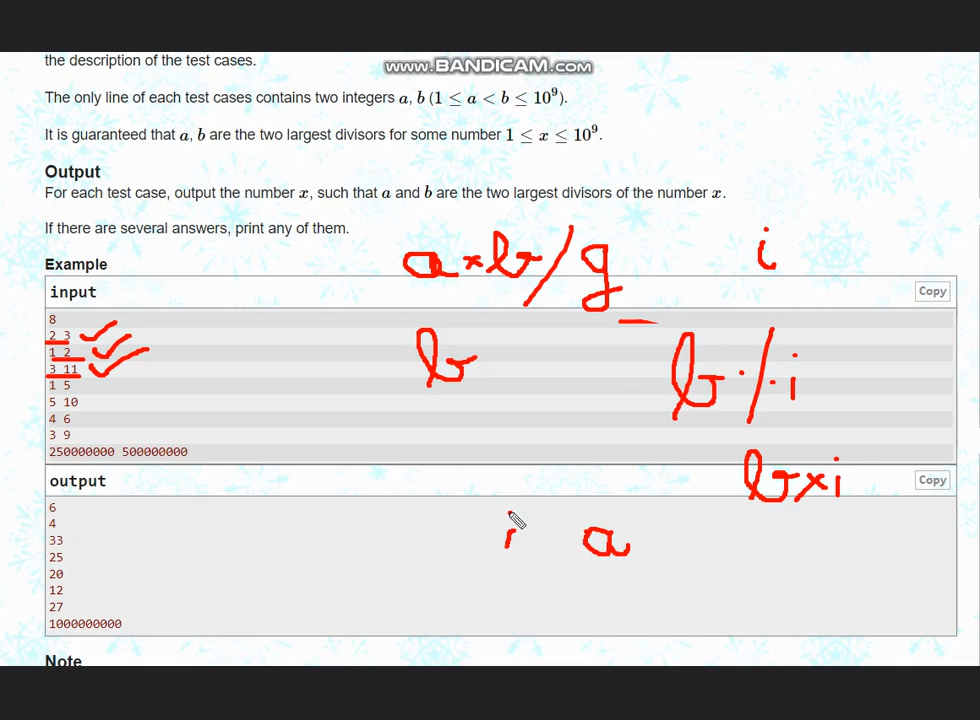 the description of the test cases.
www.BANDICAM.com
The only line of each test cases contains two integers a, b (1 ≤ a < b ≤ 10⁹).
It is guaranteed that a, b are the two largest divisors for some number 1 ≤ x ≤ 10⁹.
Output
For each test case, output the number x, such that a and b are the two largest divisors of the number x.
If there are several answers, print any of them.
a×b/g
i
Example
input
Copy
8
2 3
1 2
3 11
1 5
5 10
4 6
3 9
250000000 500000000
b
b % i
b×i
output
Copy
6
4
33
25
20
12
27
1000000000
a
Note